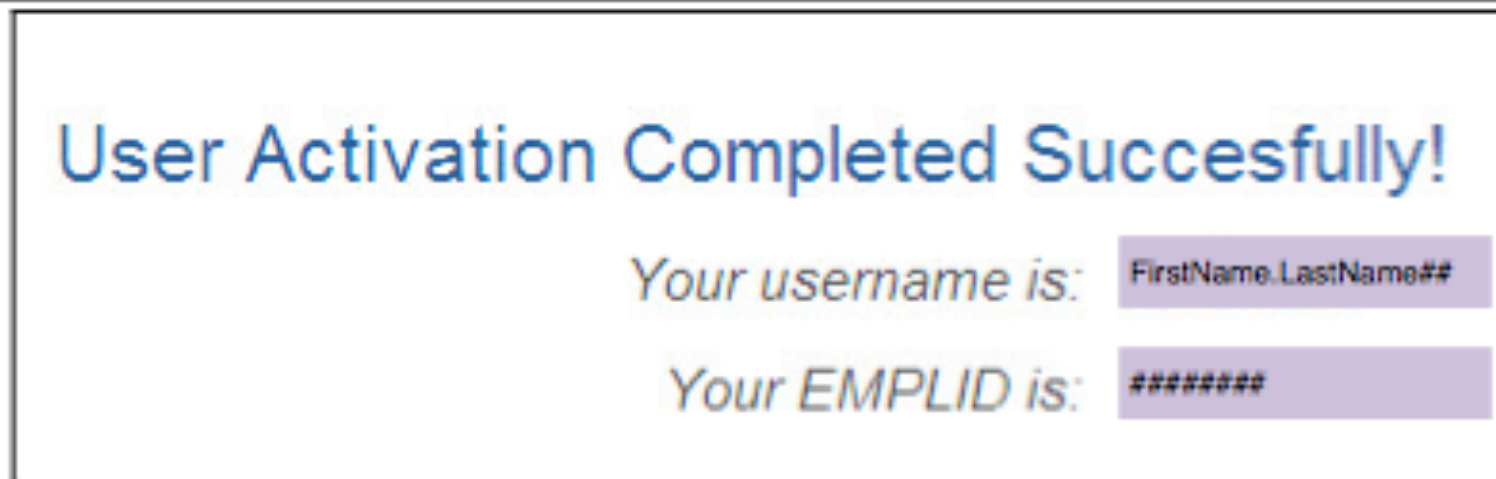 User Activation Completed Succesfully!
Your username is: FirstName.LastName##
Your EMPLID is: ########